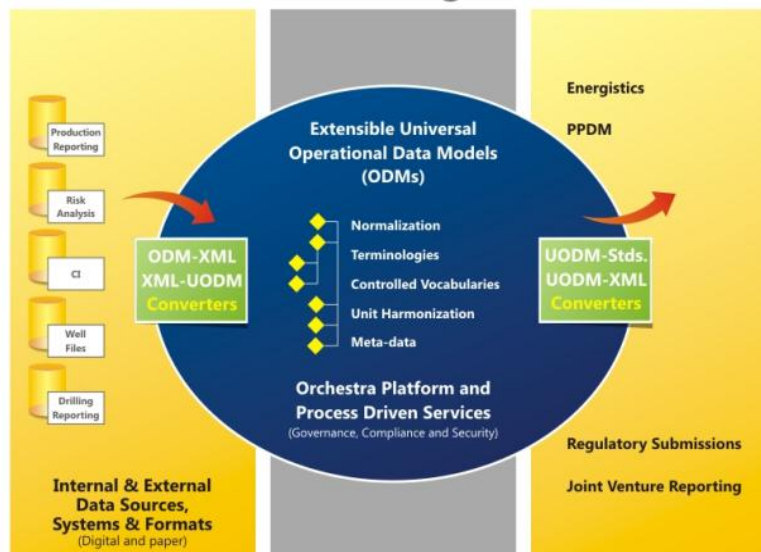 Production
Reporting
Risk
Analysis
CI
Well
Files
Drilling
Reporting
Internal & External
Data Sources,
Systems & Formats
(Digital and paper)
ODM-XML
XML-UODM
Converters
Extensible Universal
Operational Data Models
(ODMs)
Normalization
Terminologies
Controlled Vocabularies
Unit Harmonization
Meta-data
Orchestra Platform and
Process Driven Services
(Governance, Compliance and Security)
UODM-Stds.
UODM-XML
Converters
Energistics
PPDM
Regulatory Submissions
Joint Venture Reporting